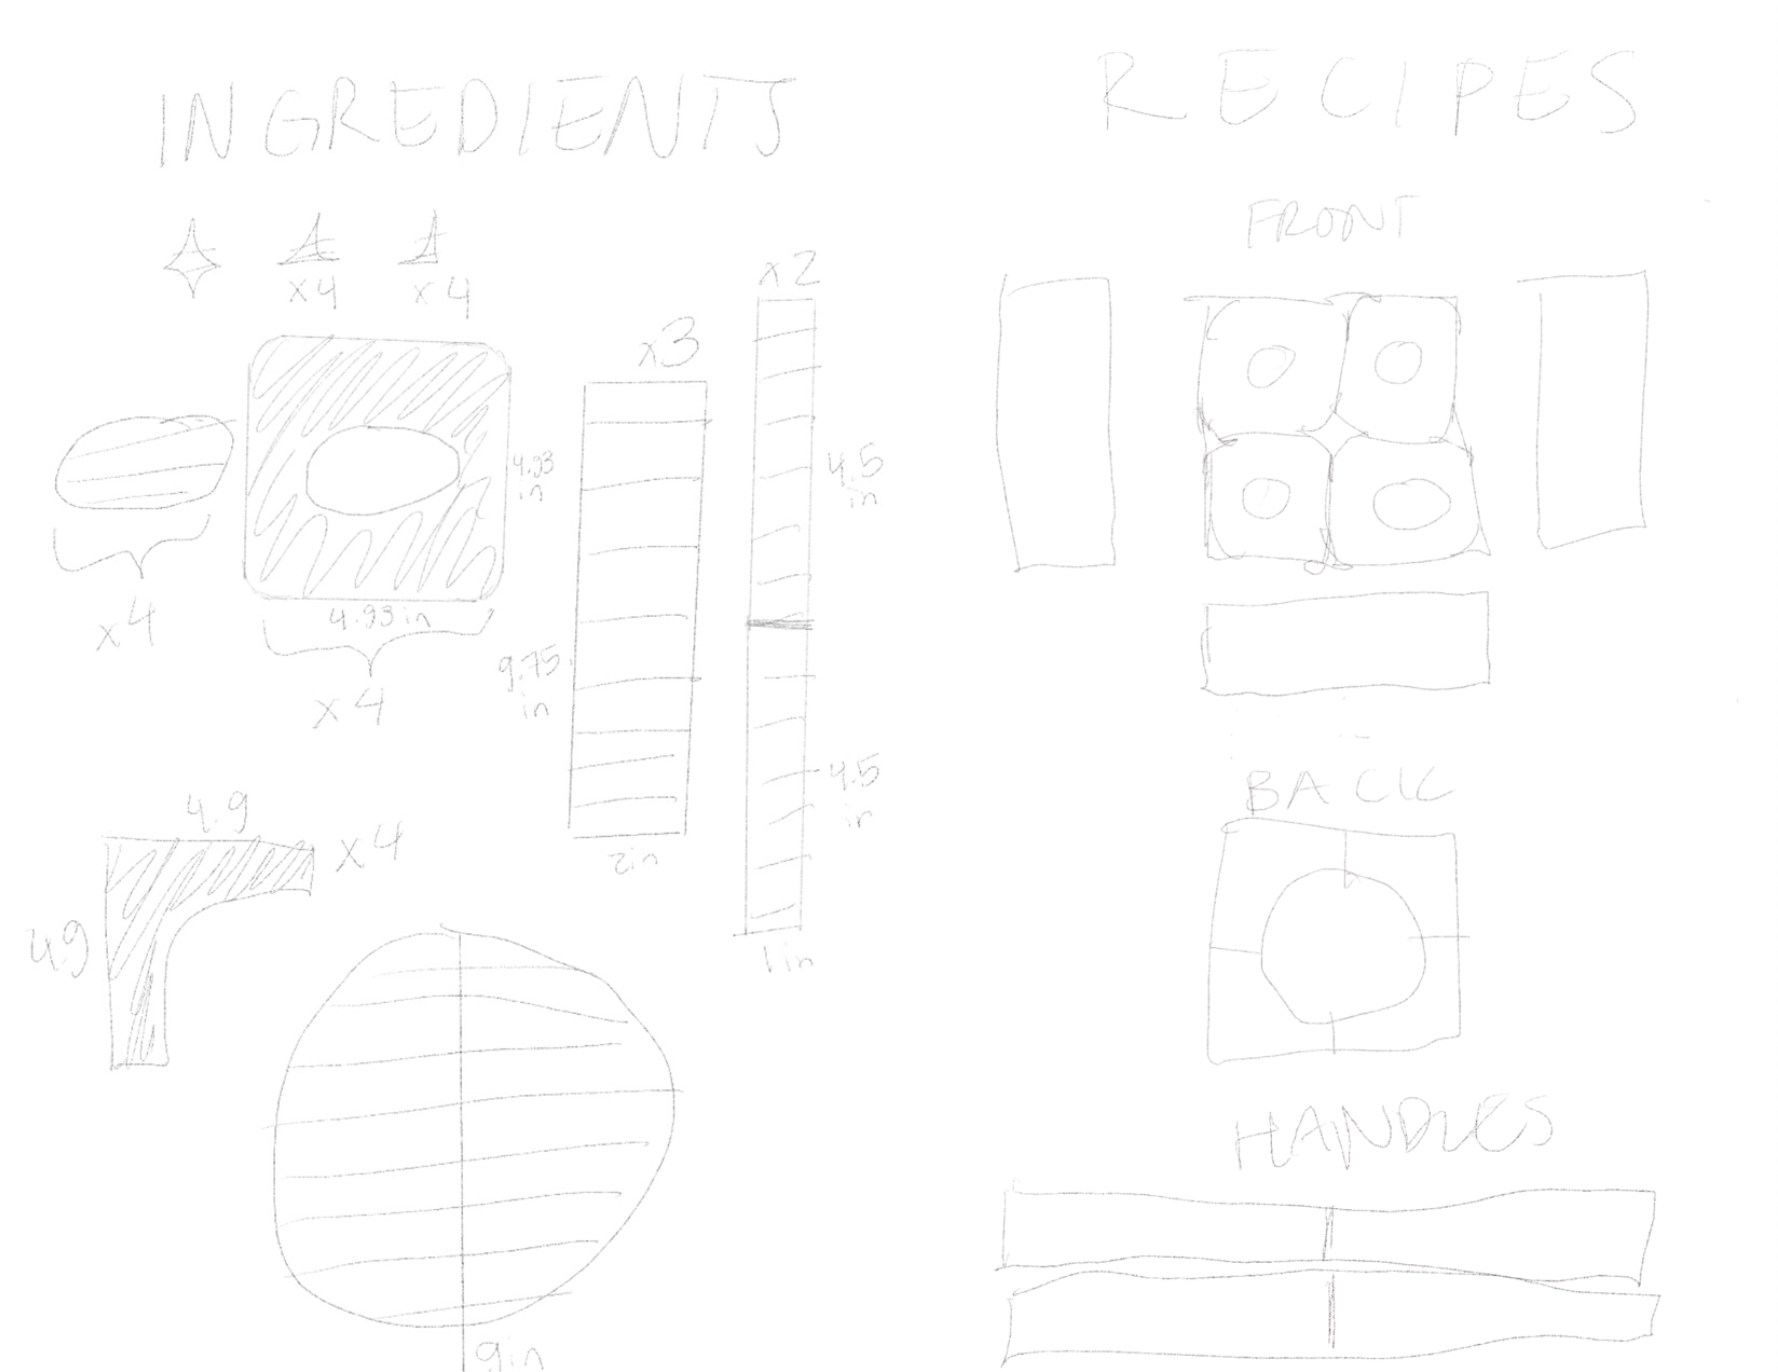 INGREDIENTS
x4
x4
x4
4.93
in
4.93 in
x4
x3
9.75
in
2in
x2
4.5
in
4.5
in
1in
4.9
x4
4.9
9in
RECIPES
FRONT
BACK
HANDLES